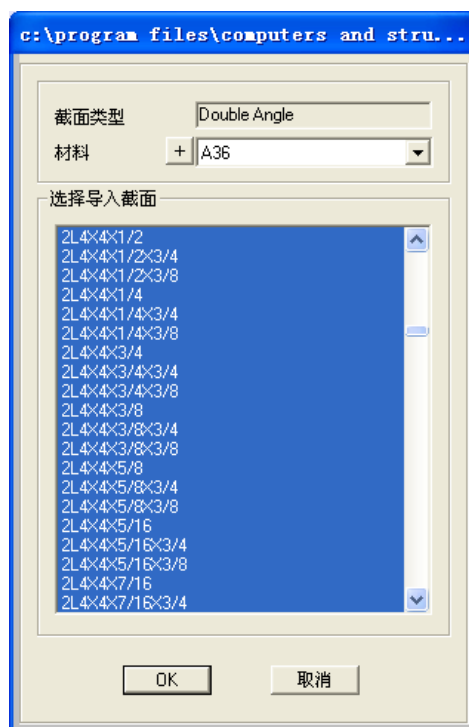 c:\program files\computers and stru...
截面类型 Double Angle
材料 + A36
选择导入截面
2L4X4X1/2
2L4X4X1/2X3/4
2L4X4X1/2X3/8
2L4X4X1/4
2L4X4X1/4X3/4
2L4X4X1/4X3/8
2L4X4X3/4
2L4X4X3/4X3/4
2L4X4X3/4X3/8
2L4X4X3/8
2L4X4X3/8X3/4
2L4X4X3/8X3/8
2L4X4X5/8
2L4X4X5/8X3/4
2L4X4X5/8X3/8
2L4X4X5/16
2L4X4X5/16X3/4
2L4X4X5/16X3/8
2L4X4X7/16
2L4X4X7/16X3/4
OK 取消